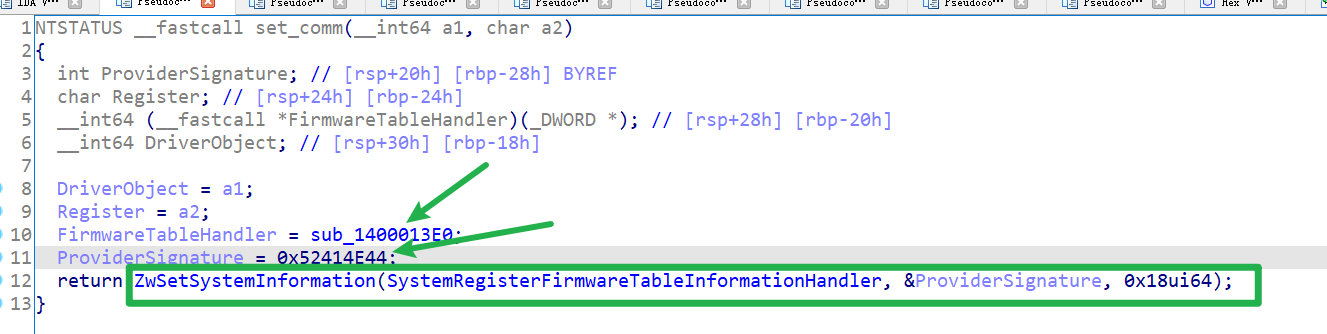 IDA V… Pseudoc… Pseudoc… Pseudoc… Pseudoc… Pseudoco… Pseudoco… Pseudoco… Hex V…
1 NTSTATUS __fastcall set_comm(__int64 a1, char a2)
2 {
3 int ProviderSignature; // [rsp+20h] [rbp-28h] BYREF
4 char Register; // [rsp+24h] [rbp-24h]
5 __int64 (__fastcall *FirmwareTableHandler)(_DWORD *); // [rsp+28h] [rbp-20h]
6 __int64 DriverObject; // [rsp+30h] [rbp-18h]
7
8 DriverObject = a1;
9 Register = a2;
10 FirmwareTableHandler = sub_1400013E0;
11 ProviderSignature = 0x52414E44;
12 return ZwSetSystemInformation(SystemRegisterFirmwareTableInformationHandler, &ProviderSignature, 0x18ui64);
13 }